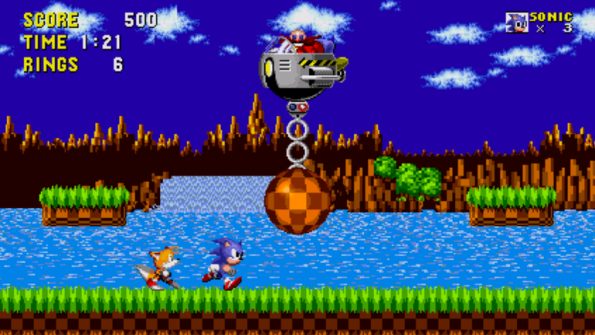 SCORE 500
TIME 1:21
RINGS 6
SONIC
× 3